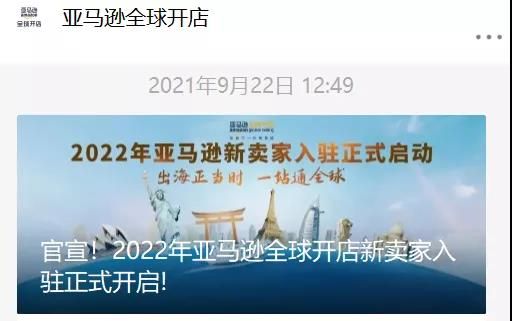 亚马逊
amazon
全球开店
亚马逊全球开店
2021年9月22日 12:49
亚马逊
amazon
2022年亚马逊新卖家入驻正式启动
出海正当时 一站通全球
官宣！2022年亚马逊全球开店新卖家入
驻正式开启!